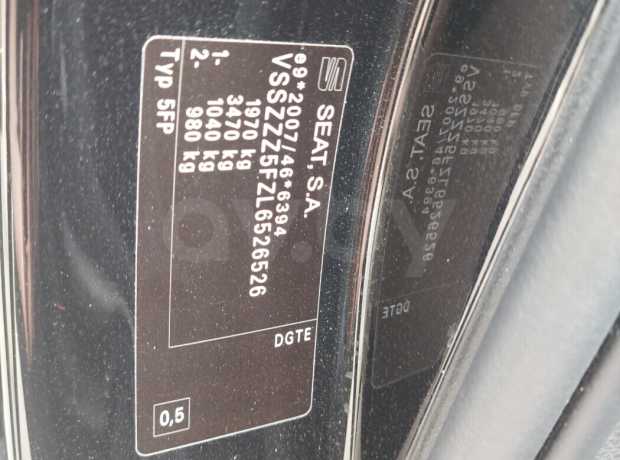 SEAT, S.A.
e9*2007/46*6394
VSSZZZ5FZL6526526
1970 kg
3470 kg
1- 1040 kg
2- 980 kg
Typ 5FP
DGTE
0,5